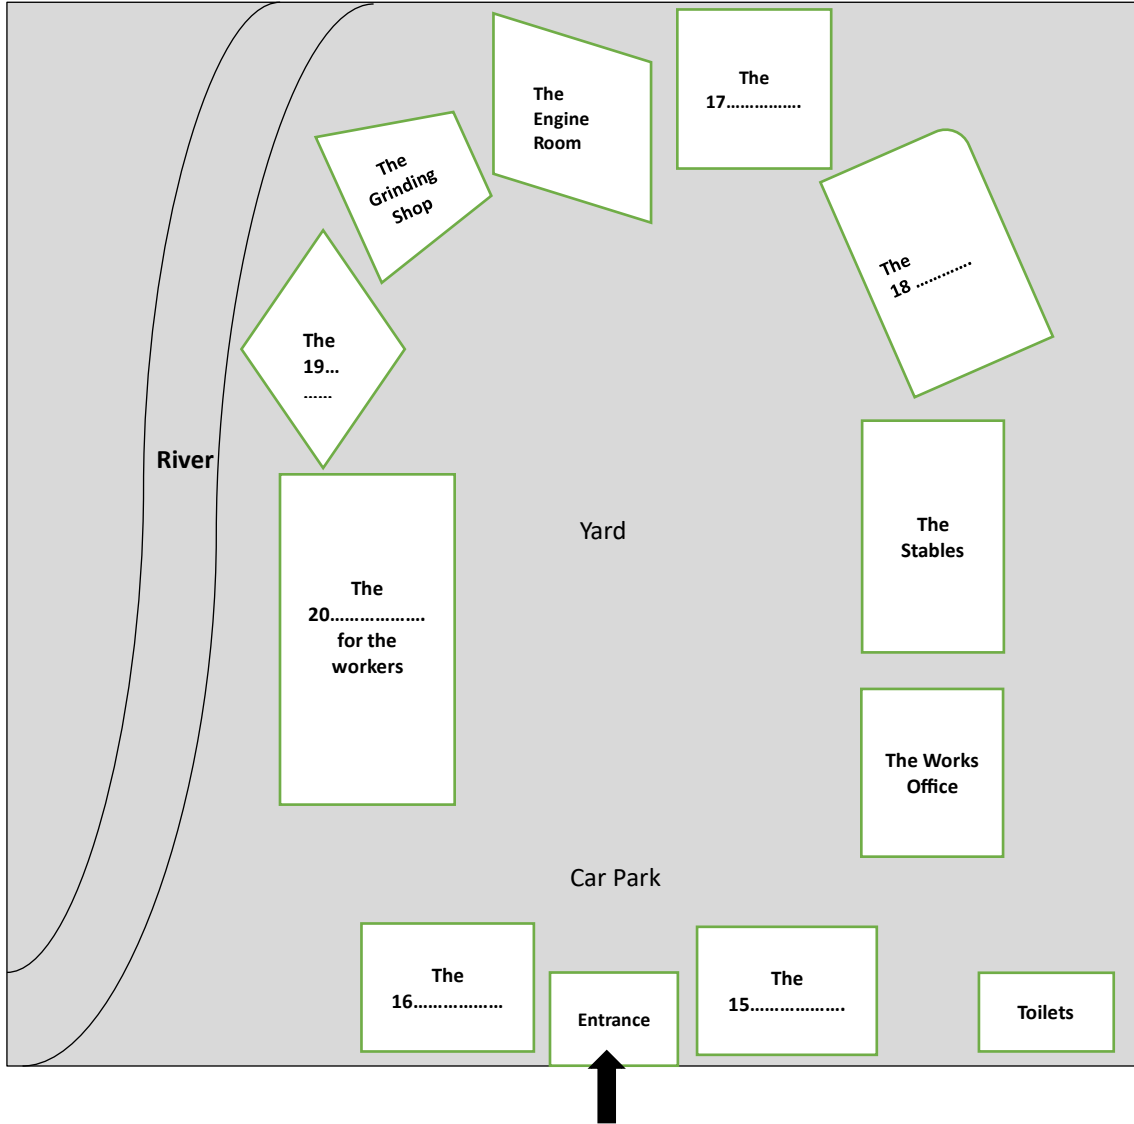 The
17...............
The
Engine
Room
The
Grinding
Shop
The
18 ............
The
19...
......
River
Yard
The
Stables
The
20..................
for the
workers
The Works
Office
Car Park
The
16.................
The
15..................
Entrance
Toilets